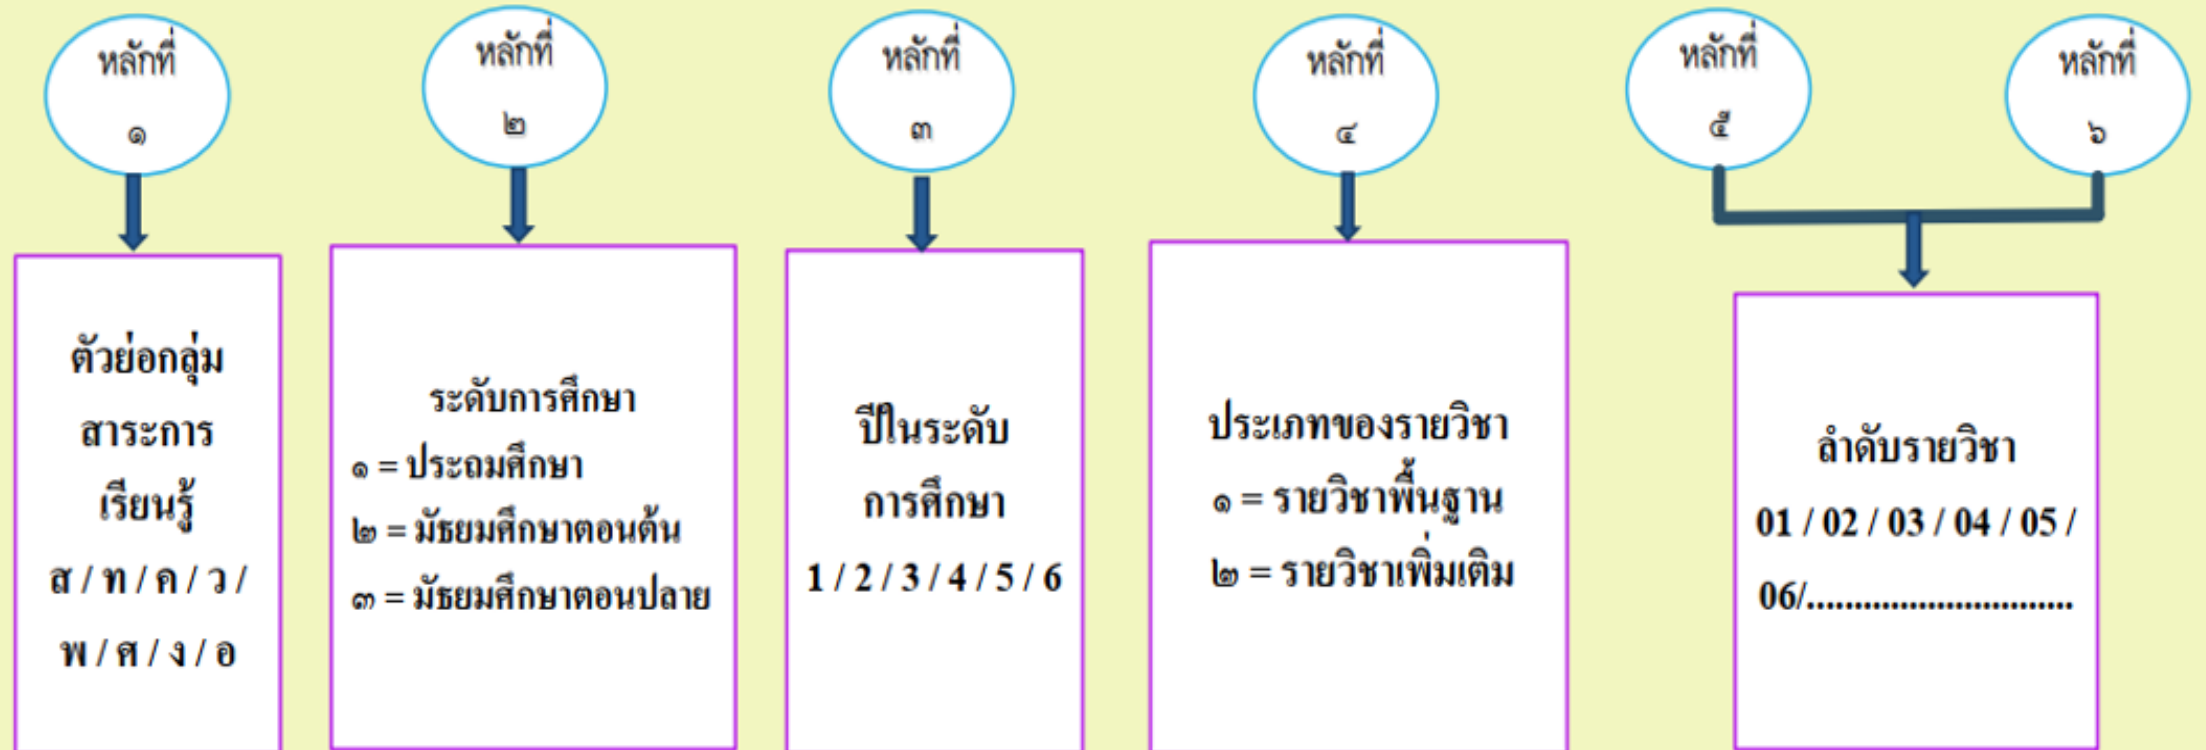 หลักที่
๑
หลักที่
๒
หลักที่
๓
หลักที่
๔
หลักที่
๕
หลักที่
๖
ตัวย่อกลุ่ม
สาระการ
เรียนรู้
ส / ท / ค / ว /
พ / ศ / ง / อ
ระดับการศึกษา
๑ = ประถมศึกษา
๒ = มัธยมศึกษาตอนต้น
๓ = มัธยมศึกษาตอนปลาย
ปีในระดับ
การศึกษา
1 / 2 / 3 / 4 / 5 / 6
ประเภทของรายวิชา
๑ = รายวิชาพื้นฐาน
๒ = รายวิชาเพิ่มเติม
ลำดับรายวิชา
01 / 02 / 03 / 04 / 05 /
06/............................